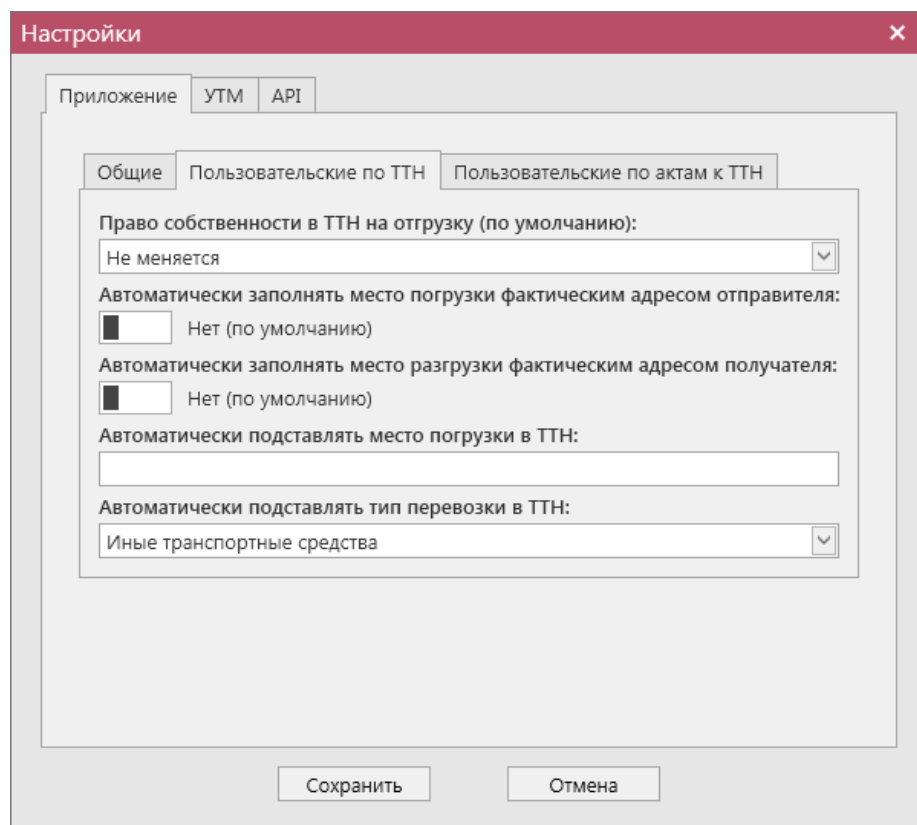 Настройки
Приложение УТМ API
Общие Пользовательские по ТТН Пользовательские по актам к ТТН
Право собственности в ТТН на отгрузку (по умолчанию):
Не меняется
Автоматически заполнять место погрузки фактическим адресом отправителя:
Нет (по умолчанию)
Автоматически заполнять место разгрузки фактическим адресом получателя:
Нет (по умолчанию)
Автоматически подставлять место погрузки в ТТН:
Автоматически подставлять тип перевозки в ТТН:
Иные транспортные средства
Сохранить Отмена